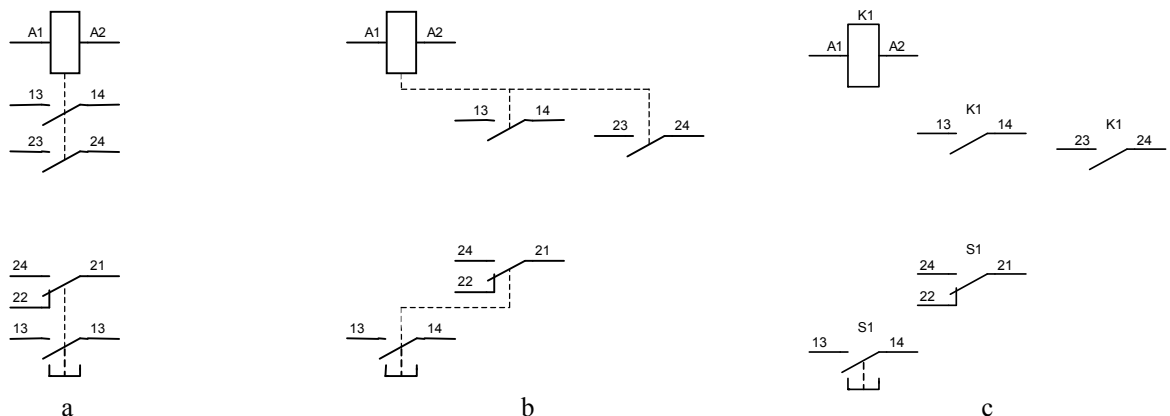 K1
A1 A2 A1 A2 A1 A2
13 14 13 14 K1 13 14
23 24 23 24 K1 23 24
24 21 24 21 S1 24 21
22 22 22
13 13 13 14 S1 13 14
a b c